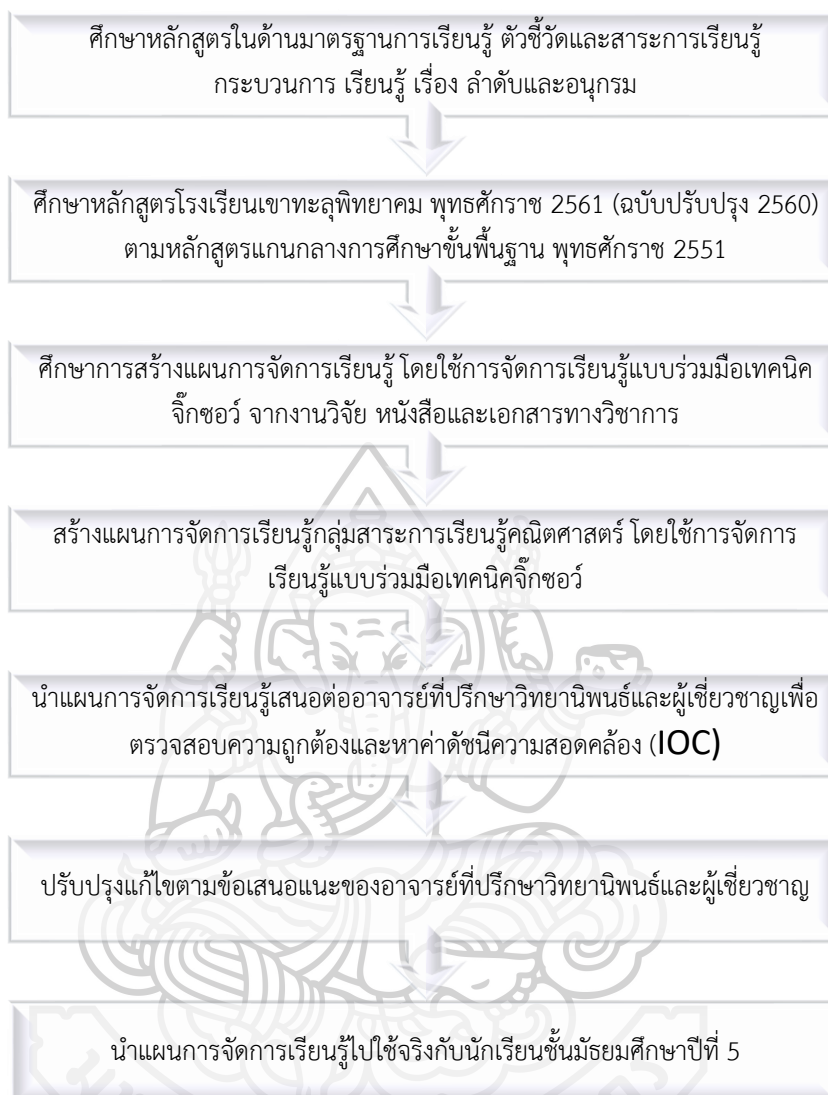 ศึกษาหลักสูตรในด้านมาตรฐานการเรียนรู้ ตัวชี้วัดและสาระการเรียนรู้
กระบวนการ เรียนรู้ เรื่อง ลำดับและอนุกรม
ศึกษาหลักสูตรโรงเรียนเขาทะลุพิทยาคม พุทธศักราช 2561 (ฉบับปรับปรุง 2560)
ตามหลักสูตรแกนกลางการศึกษาขั้นพื้นฐาน พุทธศักราช 2551
ศึกษาการสร้างแผนการจัดการเรียนรู้ โดยใช้การจัดการเรียนรู้แบบร่วมมือเทคนิค
จิ๊กซอว์ จากงานวิจัย หนังสือและเอกสารทางวิชาการ
สร้างแผนการจัดการเรียนรู้กลุ่มสาระการเรียนรู้คณิตศาสตร์ โดยใช้การจัดการ
เรียนรู้แบบร่วมมือเทคนิคจิ๊กซอว์
นำแผนการจัดการเรียนรู้เสนอต่ออาจารย์ที่ปรึกษาวิทยานิพนธ์และผู้เชี่ยวชาญเพื่อ
ตรวจสอบความถูกต้องและหาค่าดัชนีความสอดคล้อง (IOC)
ปรับปรุงแก้ไขตามข้อเสนอแนะของอาจารย์ที่ปรึกษาวิทยานิพนธ์และผู้เชี่ยวชาญ
นำแผนการจัดการเรียนรู้ไปใช้จริงกับนักเรียนชั้นมัธยมศึกษาปีที่ 5